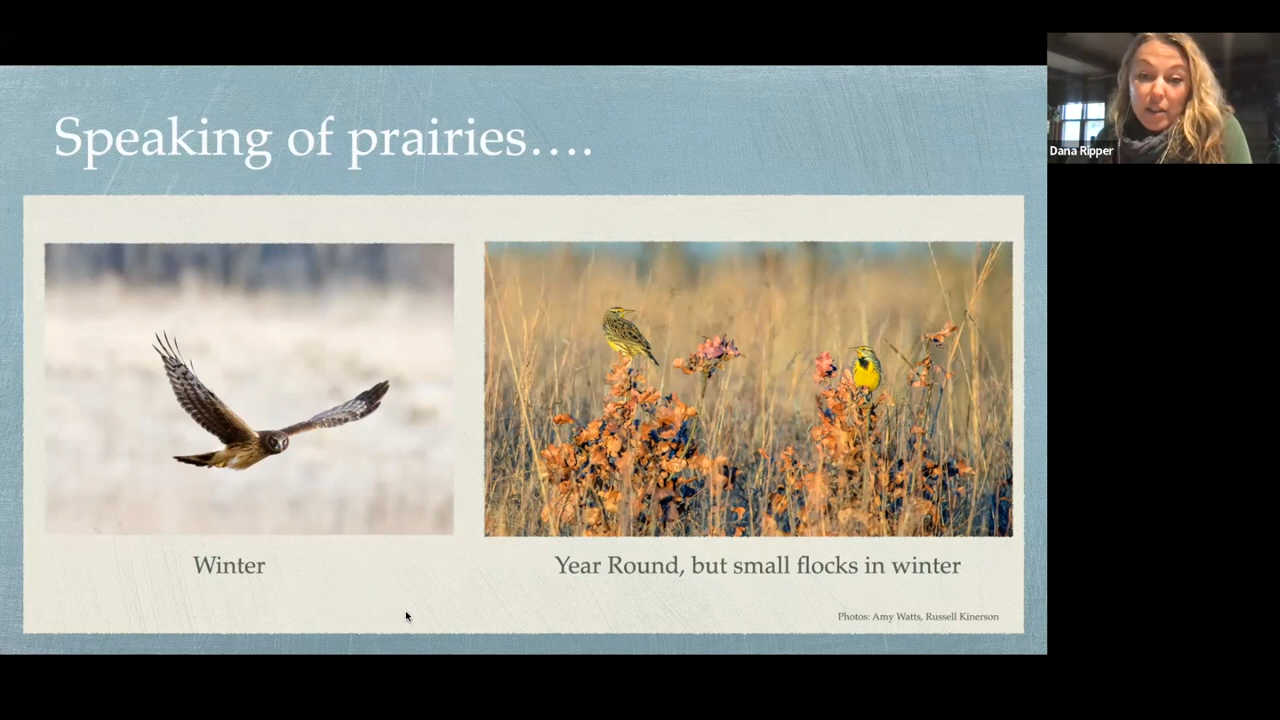 Speaking of prairies....
Dana Ripper
Winter
Year Round, but small flocks in winter
Photos: Amy Watts, Russell Kinerson